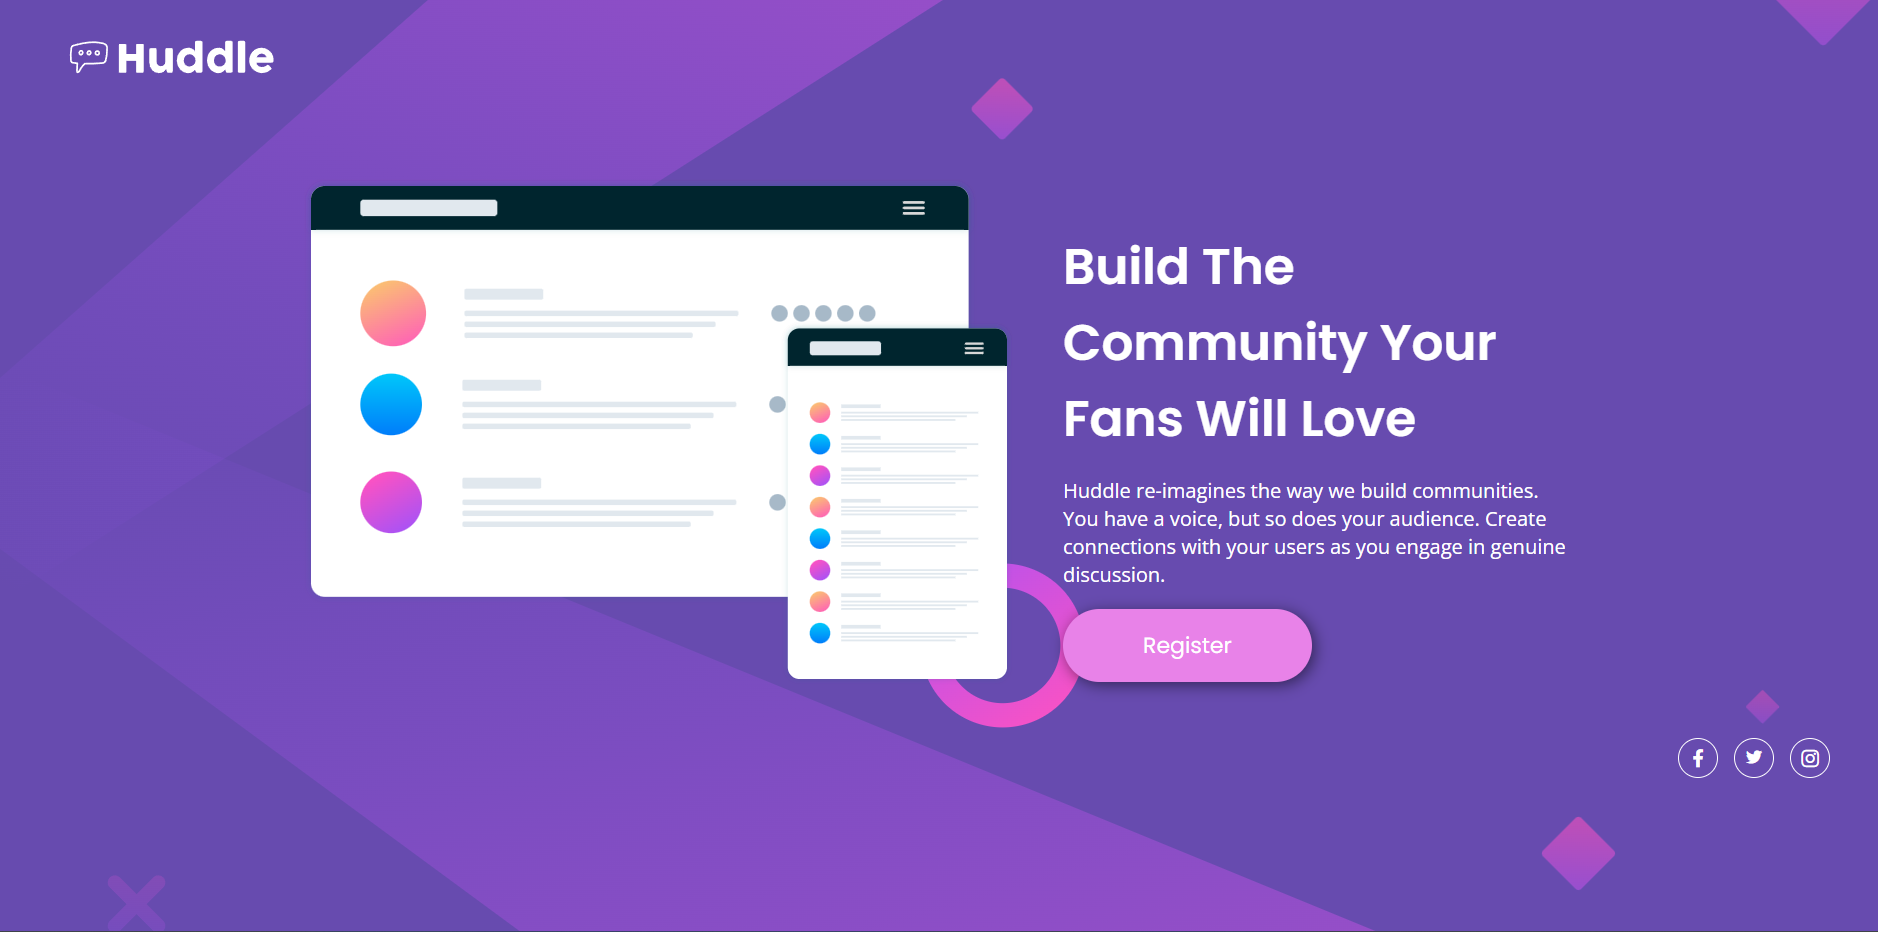 Huddle
Build The
Community Your
Fans Will Love
Huddle re-imagines the way we build communities.
You have a voice, but so does your audience. Create
connections with your users as you engage in genuine
discussion.
Register